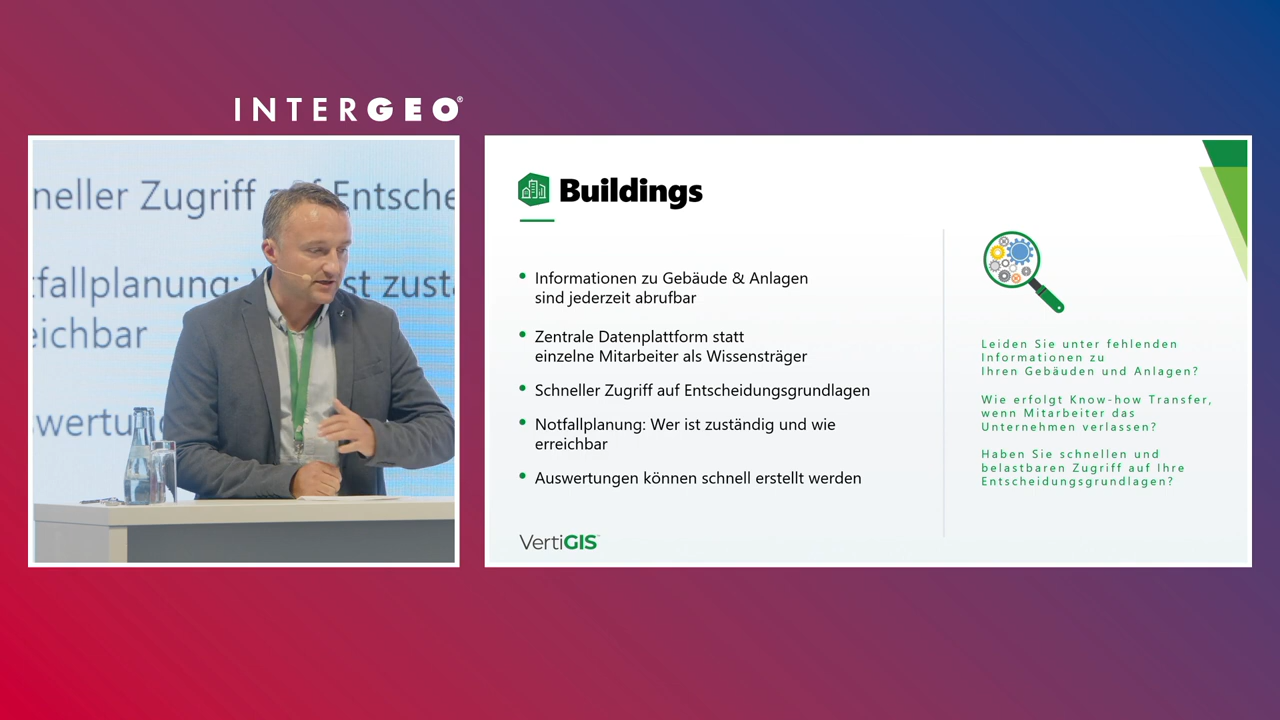 INTERGEO®
neller Zugriff auf Entsche
tfallplanung: W st zust
eichbar
swertun
Buildings
Informationen zu Gebäude & Anlagen
sind jederzeit abrufbar
Zentrale Datenplattform statt
einzelne Mitarbeiter als Wissensträger
Schneller Zugriff auf Entscheidungsgrundlagen
Notfallplanung: Wer ist zuständig und wie
erreichbar
Auswertungen können schnell erstellt werden
VertiGIS
Leiden Sie unter fehlenden
Informationen zu
Ihren Gebäuden und Anlagen?
Wie erfolgt Know-how Transfer,
wenn Mitarbeiter das
Unternehmen verlassen?
Haben Sie schnellen und
belastbaren Zugriff auf Ihre
Entscheidungsgrundlagen?